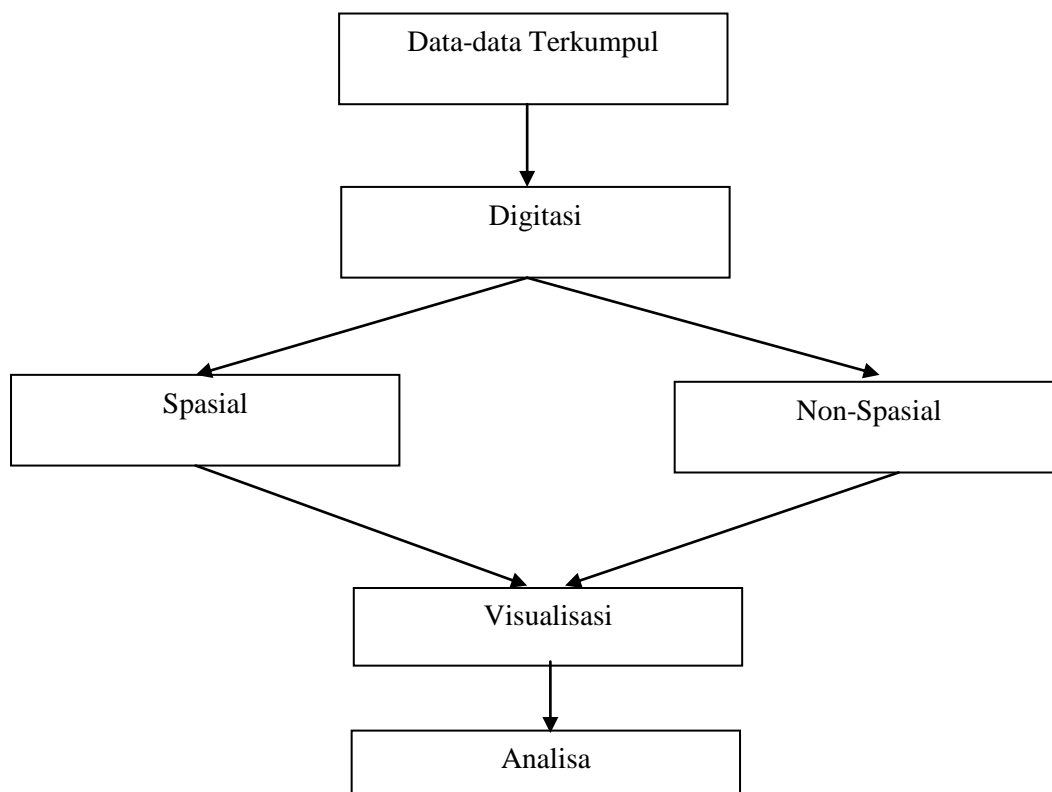 Data-data Terkumpul
Digitasi
Spasial
Non-Spasial
Visualisasi
Analisa